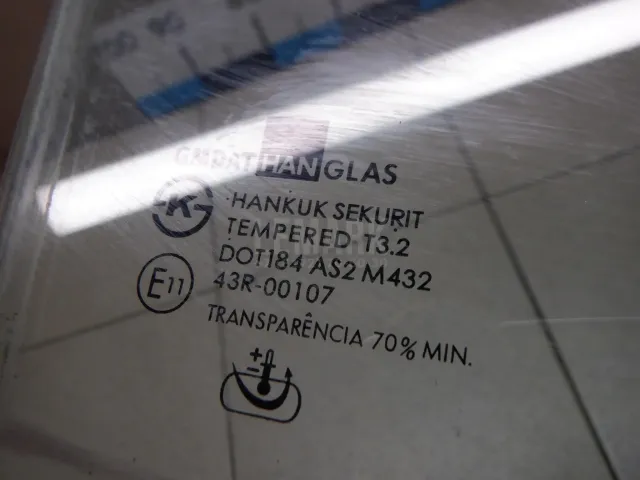 HANGLAS
HANKUK SEKURIT
TEMPERED T3.2
DOT184 AS2 M432
E11
43R-00107
TRANSPARÊNCIA 70% MIN.